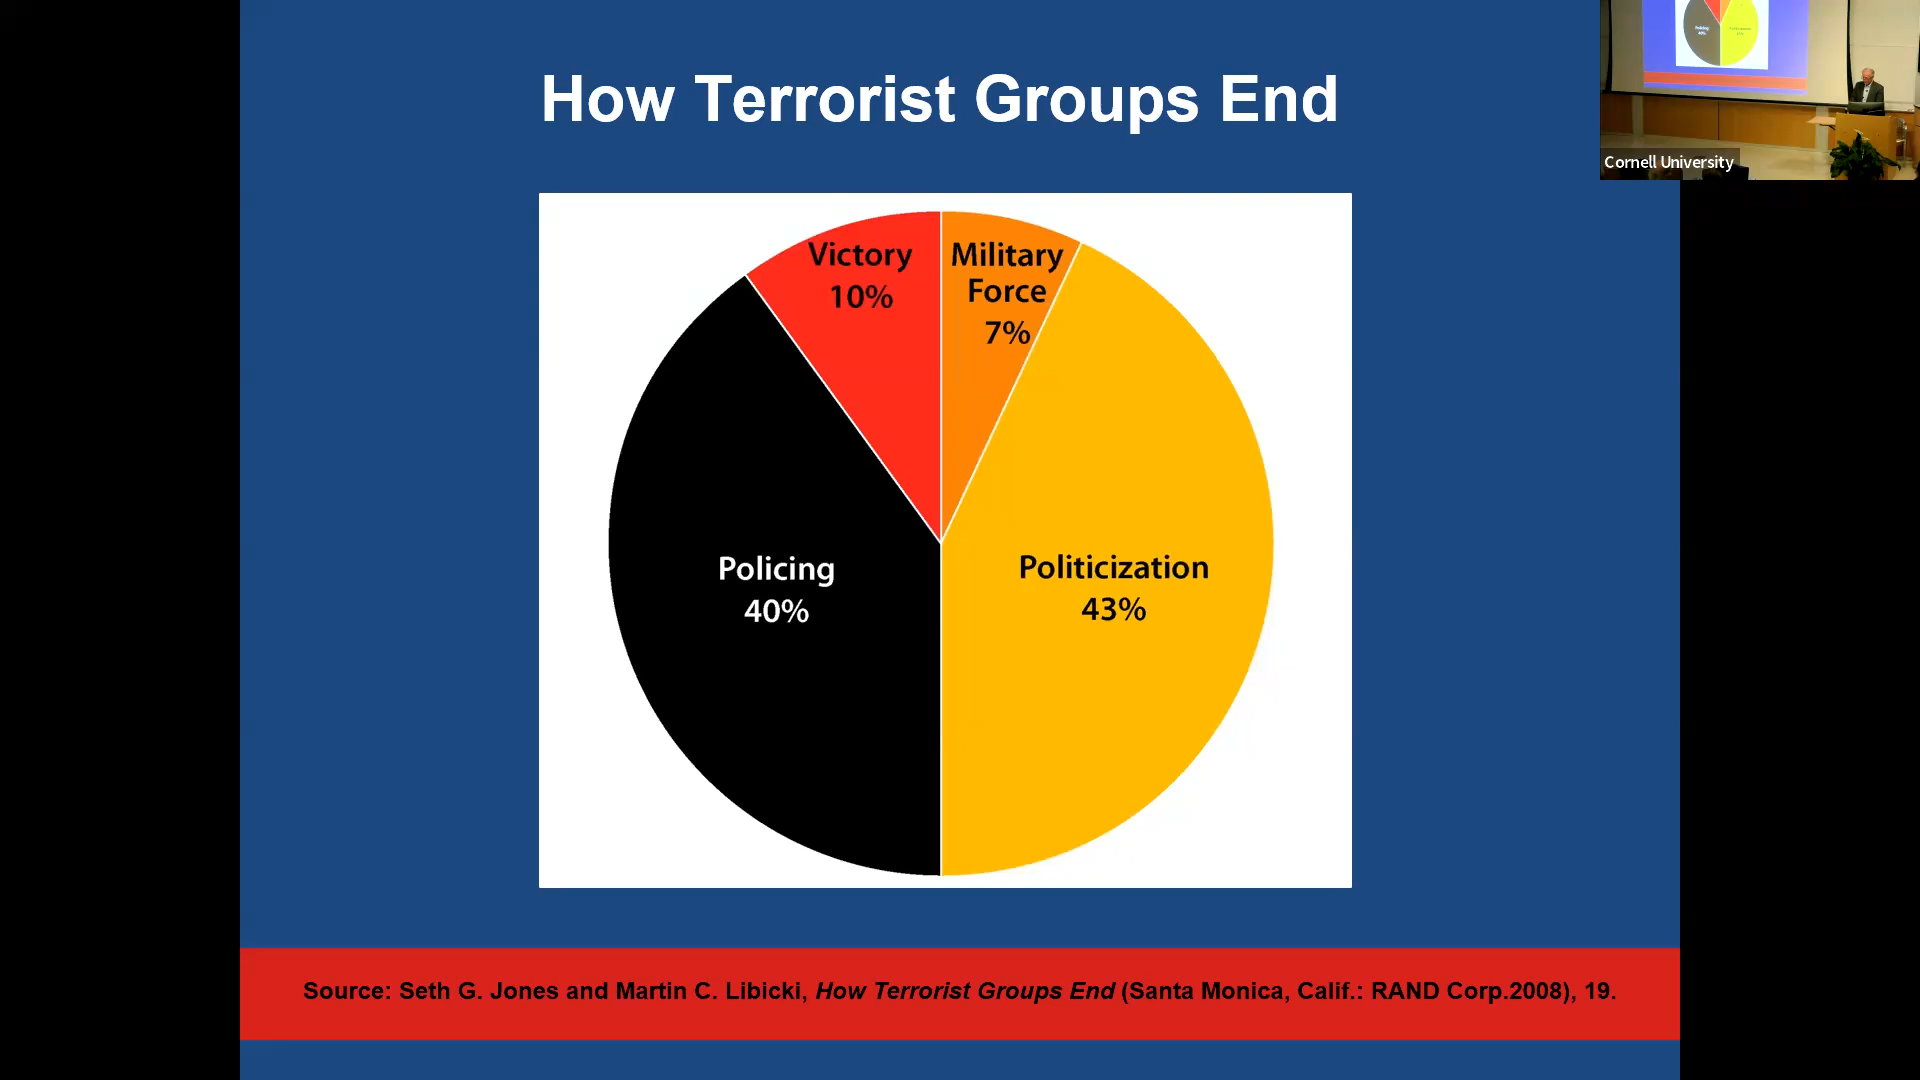 How Terrorist Groups End
Victory
10%
Military
Force
7%
Policing
40%
Politicization
43%
Source: Seth G. Jones and Martin C. Libicki, How Terrorist Groups End (Santa Monica, Calif.: RAND Corp.2008), 19.
Cornell University